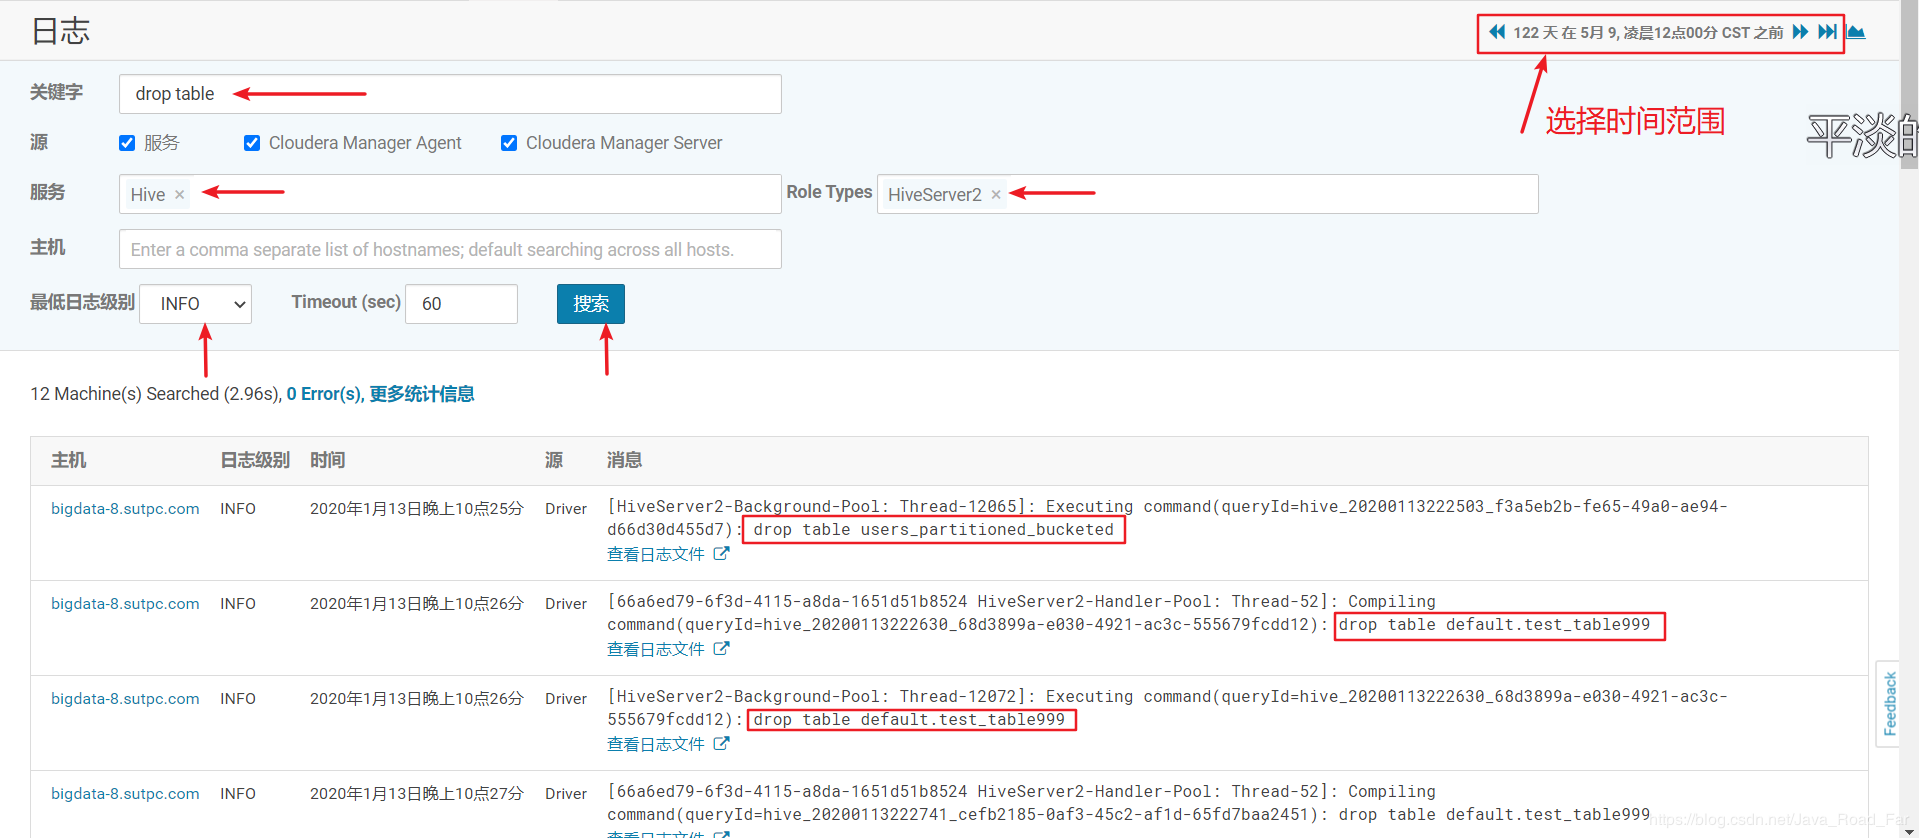 日志
122 天 在 5月 9, 凌晨12点00分 CST 之前
选择时间范围
平淡的
关键字 drop table
源 服务 Cloudera Manager Agent Cloudera Manager Server
服务 Hive × Role Types HiveServer2 ×
主机 Enter a comma separate list of hostnames; default searching across all hosts.
最低日志级别 INFO Timeout (sec) 60 搜索
12 Machine(s) Searched (2.96s), 0 Error(s), 更多统计信息
主机 日志级别 时间 源 消息
bigdata-8.sutpc.com INFO 2020年1月13日晚上10点25分 Driver [HiveServer2-Background-Pool: Thread-12065]: Executing command(queryId=hive_20200113222503_f3a5eb2b-fe65-49a0-ae94-
d66d30d455d7): drop table users_partitioned_bucketed
查看日志文件
bigdata-8.sutpc.com INFO 2020年1月13日晚上10点26分 Driver [66a6ed79-6f3d-4115-a8da-1651d51b8524 HiveServer2-Handler-Pool: Thread-52]: Compiling
command(queryId=hive_20200113222630_68d3899a-e030-4921-ac3c-555679fcdd12): drop table default.test_table999
查看日志文件
bigdata-8.sutpc.com INFO 2020年1月13日晚上10点26分 Driver [HiveServer2-Background-Pool: Thread-12072]: Executing command(queryId=hive_20200113222630_68d3899a-e030-4921-ac3c-
555679fcdd12): drop table default.test_table999
查看日志文件
Feedback
bigdata-8.sutpc.com INFO 2020年1月13日晚上10点27分 Driver [66a6ed79-6f3d-4115-a8da-1651d51b8524 HiveServer2-Handler-Pool: Thread-52]: Compiling
command(queryId=hive_20200113222741_cefb2185-0af3-45c2-af1d-65fd7baa2451): drop table default.test_table999
查看日志文件
https://blog.csdn.net/Java_Road_Far